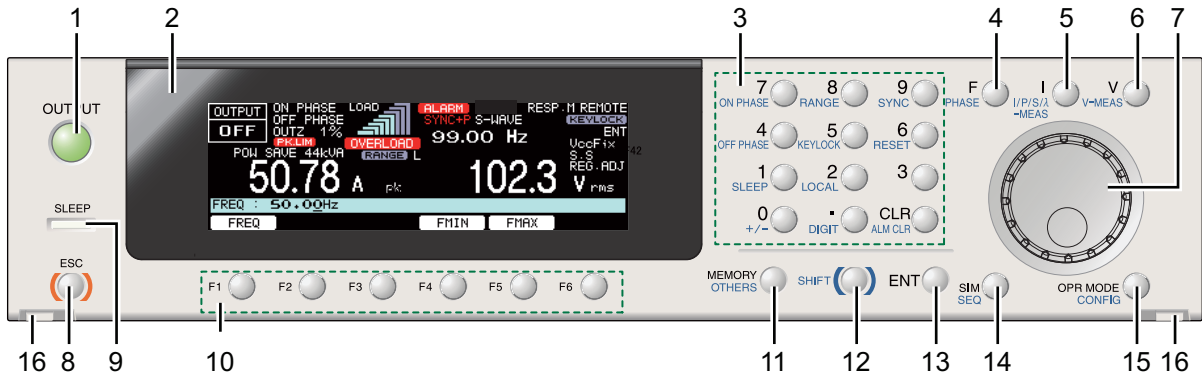 1 2 3 4 5 6 7
OUTPUT
OUTPUT OFF
ON PHASE
OFF PHASE
OUTZ 1%
PK.LIM
POW SAVE 44kVA
LOAD
OVERLOAD
RANGE L
ALARM
SYNC+P S-WAVE
RESP.M REMOTE
KEYLOCK
99.00 Hz
ENT
VccFix
S.S
REG.ADJ
42
50.78 A pk
102.3 V rms
FREQ : 50.00Hz
FREQ FMIN FMAX
7 8 9
ON PHASE RANGE SYNC
4 5 6
OFF PHASE KEYLOCK RESET
1 2 3
SLEEP LOCAL
0 . CLR
+/− DIGIT ALM CLR
F I V
PHASE I/P/S/λ V-MEAS
-MEAS
SLEEP
ESC
F1 F2 F3 F4 F5 F6
MEMORY
OTHERS
SHIFT
ENT
SIM
SEQ
OPR MODE
CONFIG
16 8 9 10 11 12 13 14 15 16